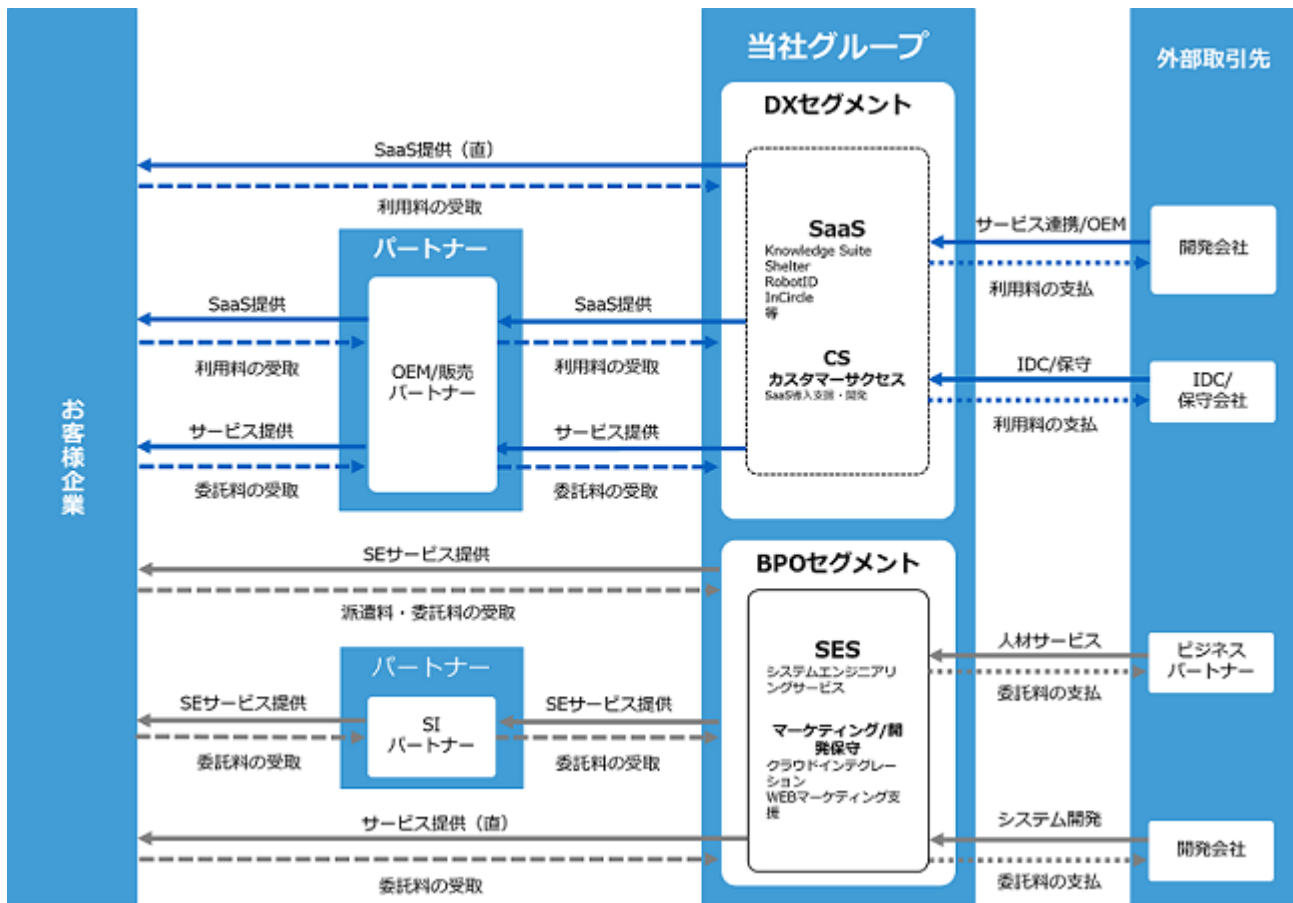 当社グループ
外部取引先
DXセグメント
SaaS提供（直）
利用料の受取
パートナー
SaaS
Knowledge Suite
Shelter
RobotID
InCircle
等
サービス連携/OEM
利用料の支払
開発会社
SaaS提供
利用料の受取
SaaS提供
利用料の受取
OEM/販売
パートナー
CS
カスタマーサクセス
SaaS導入支援・開発
IDC/保守
利用料の支払
IDC/
保守会社
お客様企業
サービス提供
委託料の受取
サービス提供
委託料の受取
SEサービス提供
派遣料・委託料の受取
BPOセグメント
パートナー
SEサービス提供
委託料の受取
SI
パートナー
SEサービス提供
委託料の受取
SES
システムエンジニアリ
ングサービス
人材サービス
委託料の支払
ビジネス
パートナー
マーケティング/開
発保守
クラウドインテグレー
ション
WEBマーケティング支
援
サービス提供（直）
委託料の受取
システム開発
委託料の支払
開発会社